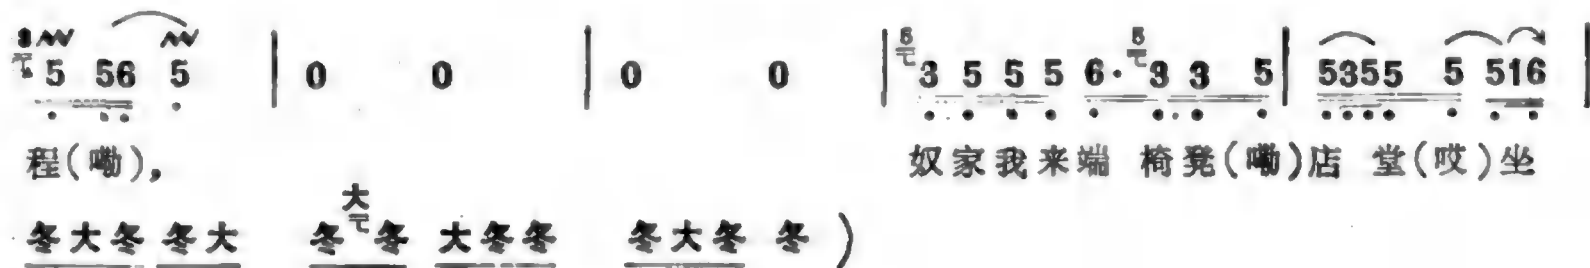 5 56 5 | 0 0 | 0 0 | 3 5 5 5 6· 3 3 5 | 5355 5 516 |
程(嘞)， 奴家我来端 椅凳(嘞)店 堂(哎)坐
大
冬大冬 冬大 冬 冬 大冬冬 冬大冬 冬 )